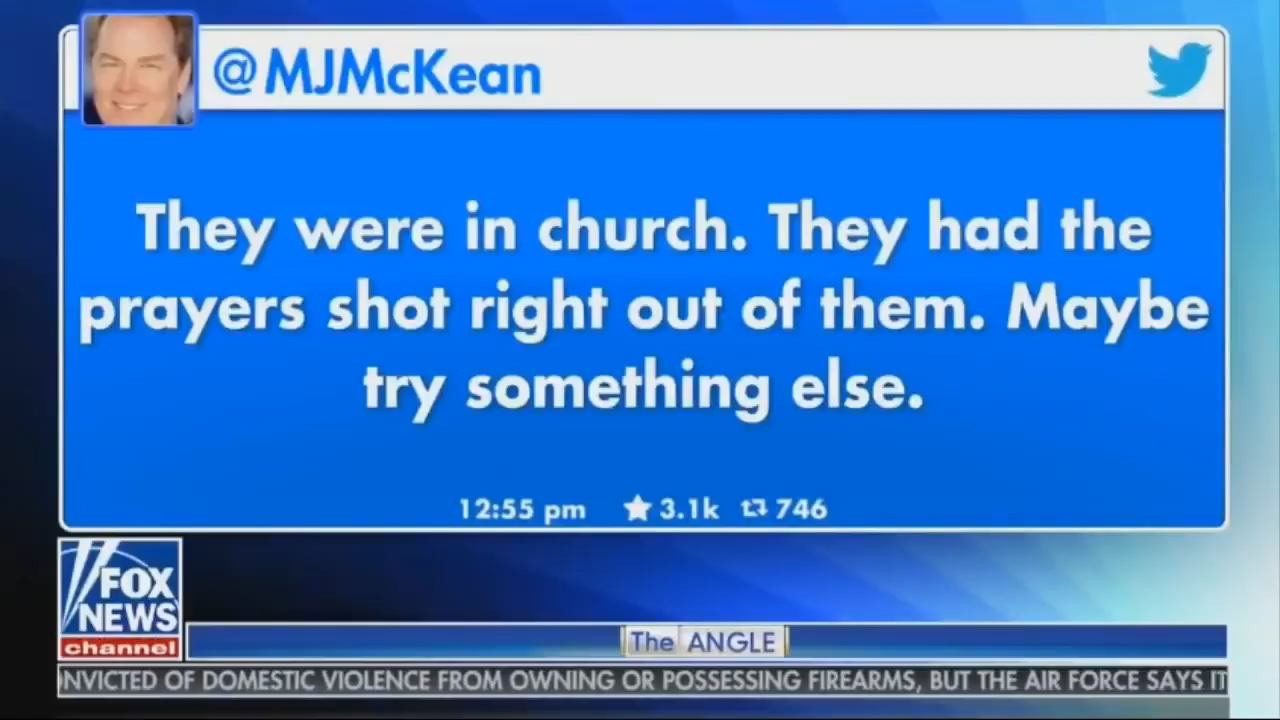 @MJMcKean
They were in church. They had the
prayers shot right out of them. Maybe
try something else.
12:55 pm ★ 3.1k 746
FOX
NEWS
channel
The ANGLE
NVICTED OF DOMESTIC VIOLENCE FROM OWNING OR POSSESSING FIREARMS, BUT THE AIR FORCE SAYS IT